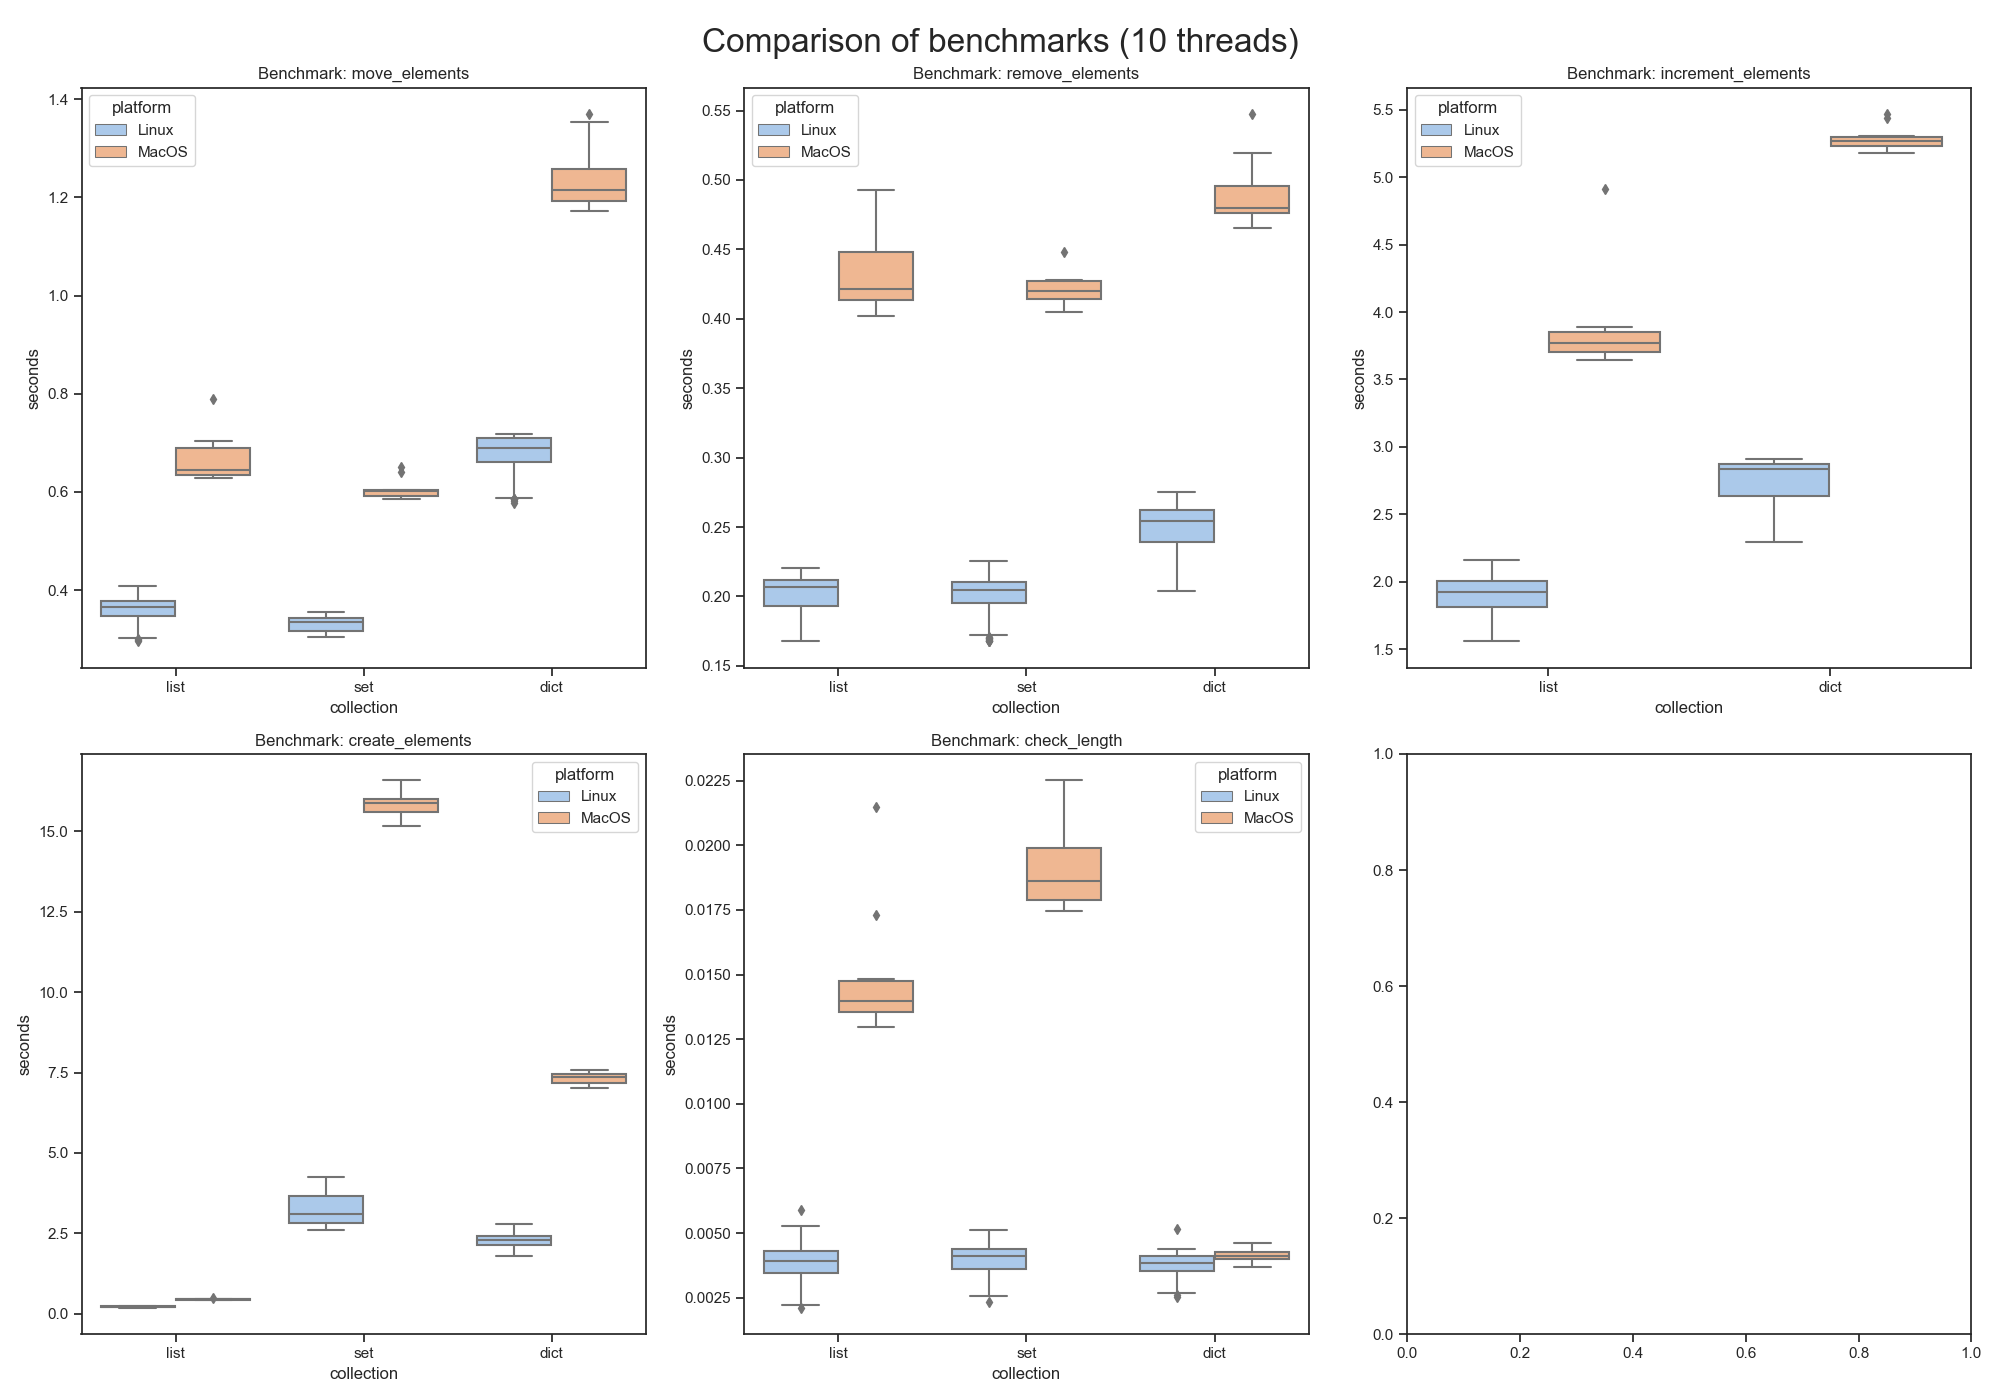 Comparison of benchmarks (10 threads)
Benchmark: move_elements
platform
Linux
MacOS
1.4
1.2
1.0
0.8
0.6
0.4
seconds
list set dict
collection
Benchmark: remove_elements
platform
Linux
MacOS
0.55
0.50
0.45
0.40
0.35
0.30
0.25
0.20
0.15
seconds
list set dict
collection
Benchmark: increment_elements
platform
Linux
MacOS
5.5
5.0
4.5
4.0
3.5
3.0
2.5
2.0
1.5
seconds
list dict
collection
Benchmark: create_elements
platform
Linux
MacOS
15.0
12.5
10.0
7.5
5.0
2.5
0.0
seconds
list set dict
collection
Benchmark: check_length
platform
Linux
MacOS
0.0225
0.0200
0.0175
0.0150
0.0125
0.0100
0.0075
0.0050
0.0025
seconds
list set dict
collection
1.0
0.8
0.6
0.4
0.2
0.0
0.0 0.2 0.4 0.6 0.8 1.0